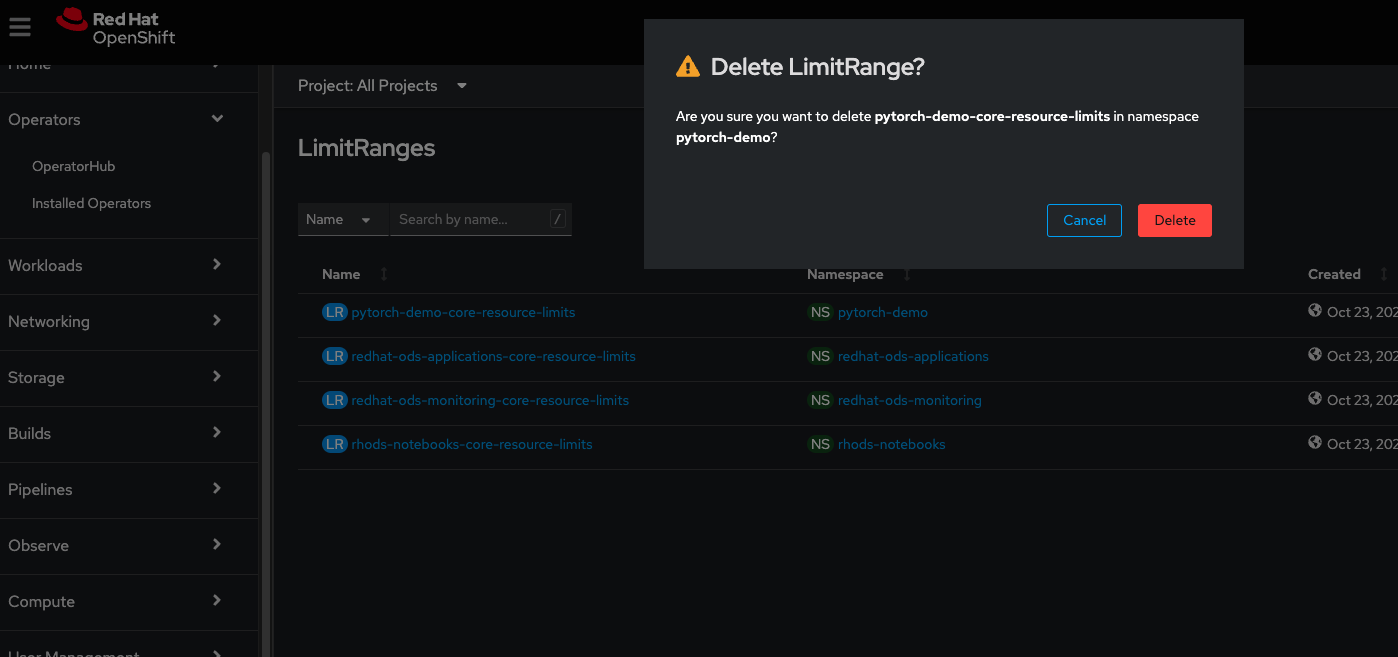 Red Hat
OpenShift
Home
Operators
OperatorHub
Installed Operators
Workloads
Networking
Storage
Builds
Pipelines
Observe
Compute
User Management
Project: All Projects
LimitRanges
Name
Search by name...
/
Name
Namespace
Created
LR pytorch-demo-core-resource-limits
NS pytorch-demo
Oct 23, 202
LR redhat-ods-applications-core-resource-limits
NS redhat-ods-applications
Oct 23, 202
LR redhat-ods-monitoring-core-resource-limits
NS redhat-ods-monitoring
Oct 23, 202
LR rhods-notebooks-core-resource-limits
NS rhods-notebooks
Oct 23, 202
Delete LimitRange?
Are you sure you want to delete pytorch-demo-core-resource-limits in namespace
pytorch-demo?
Cancel
Delete